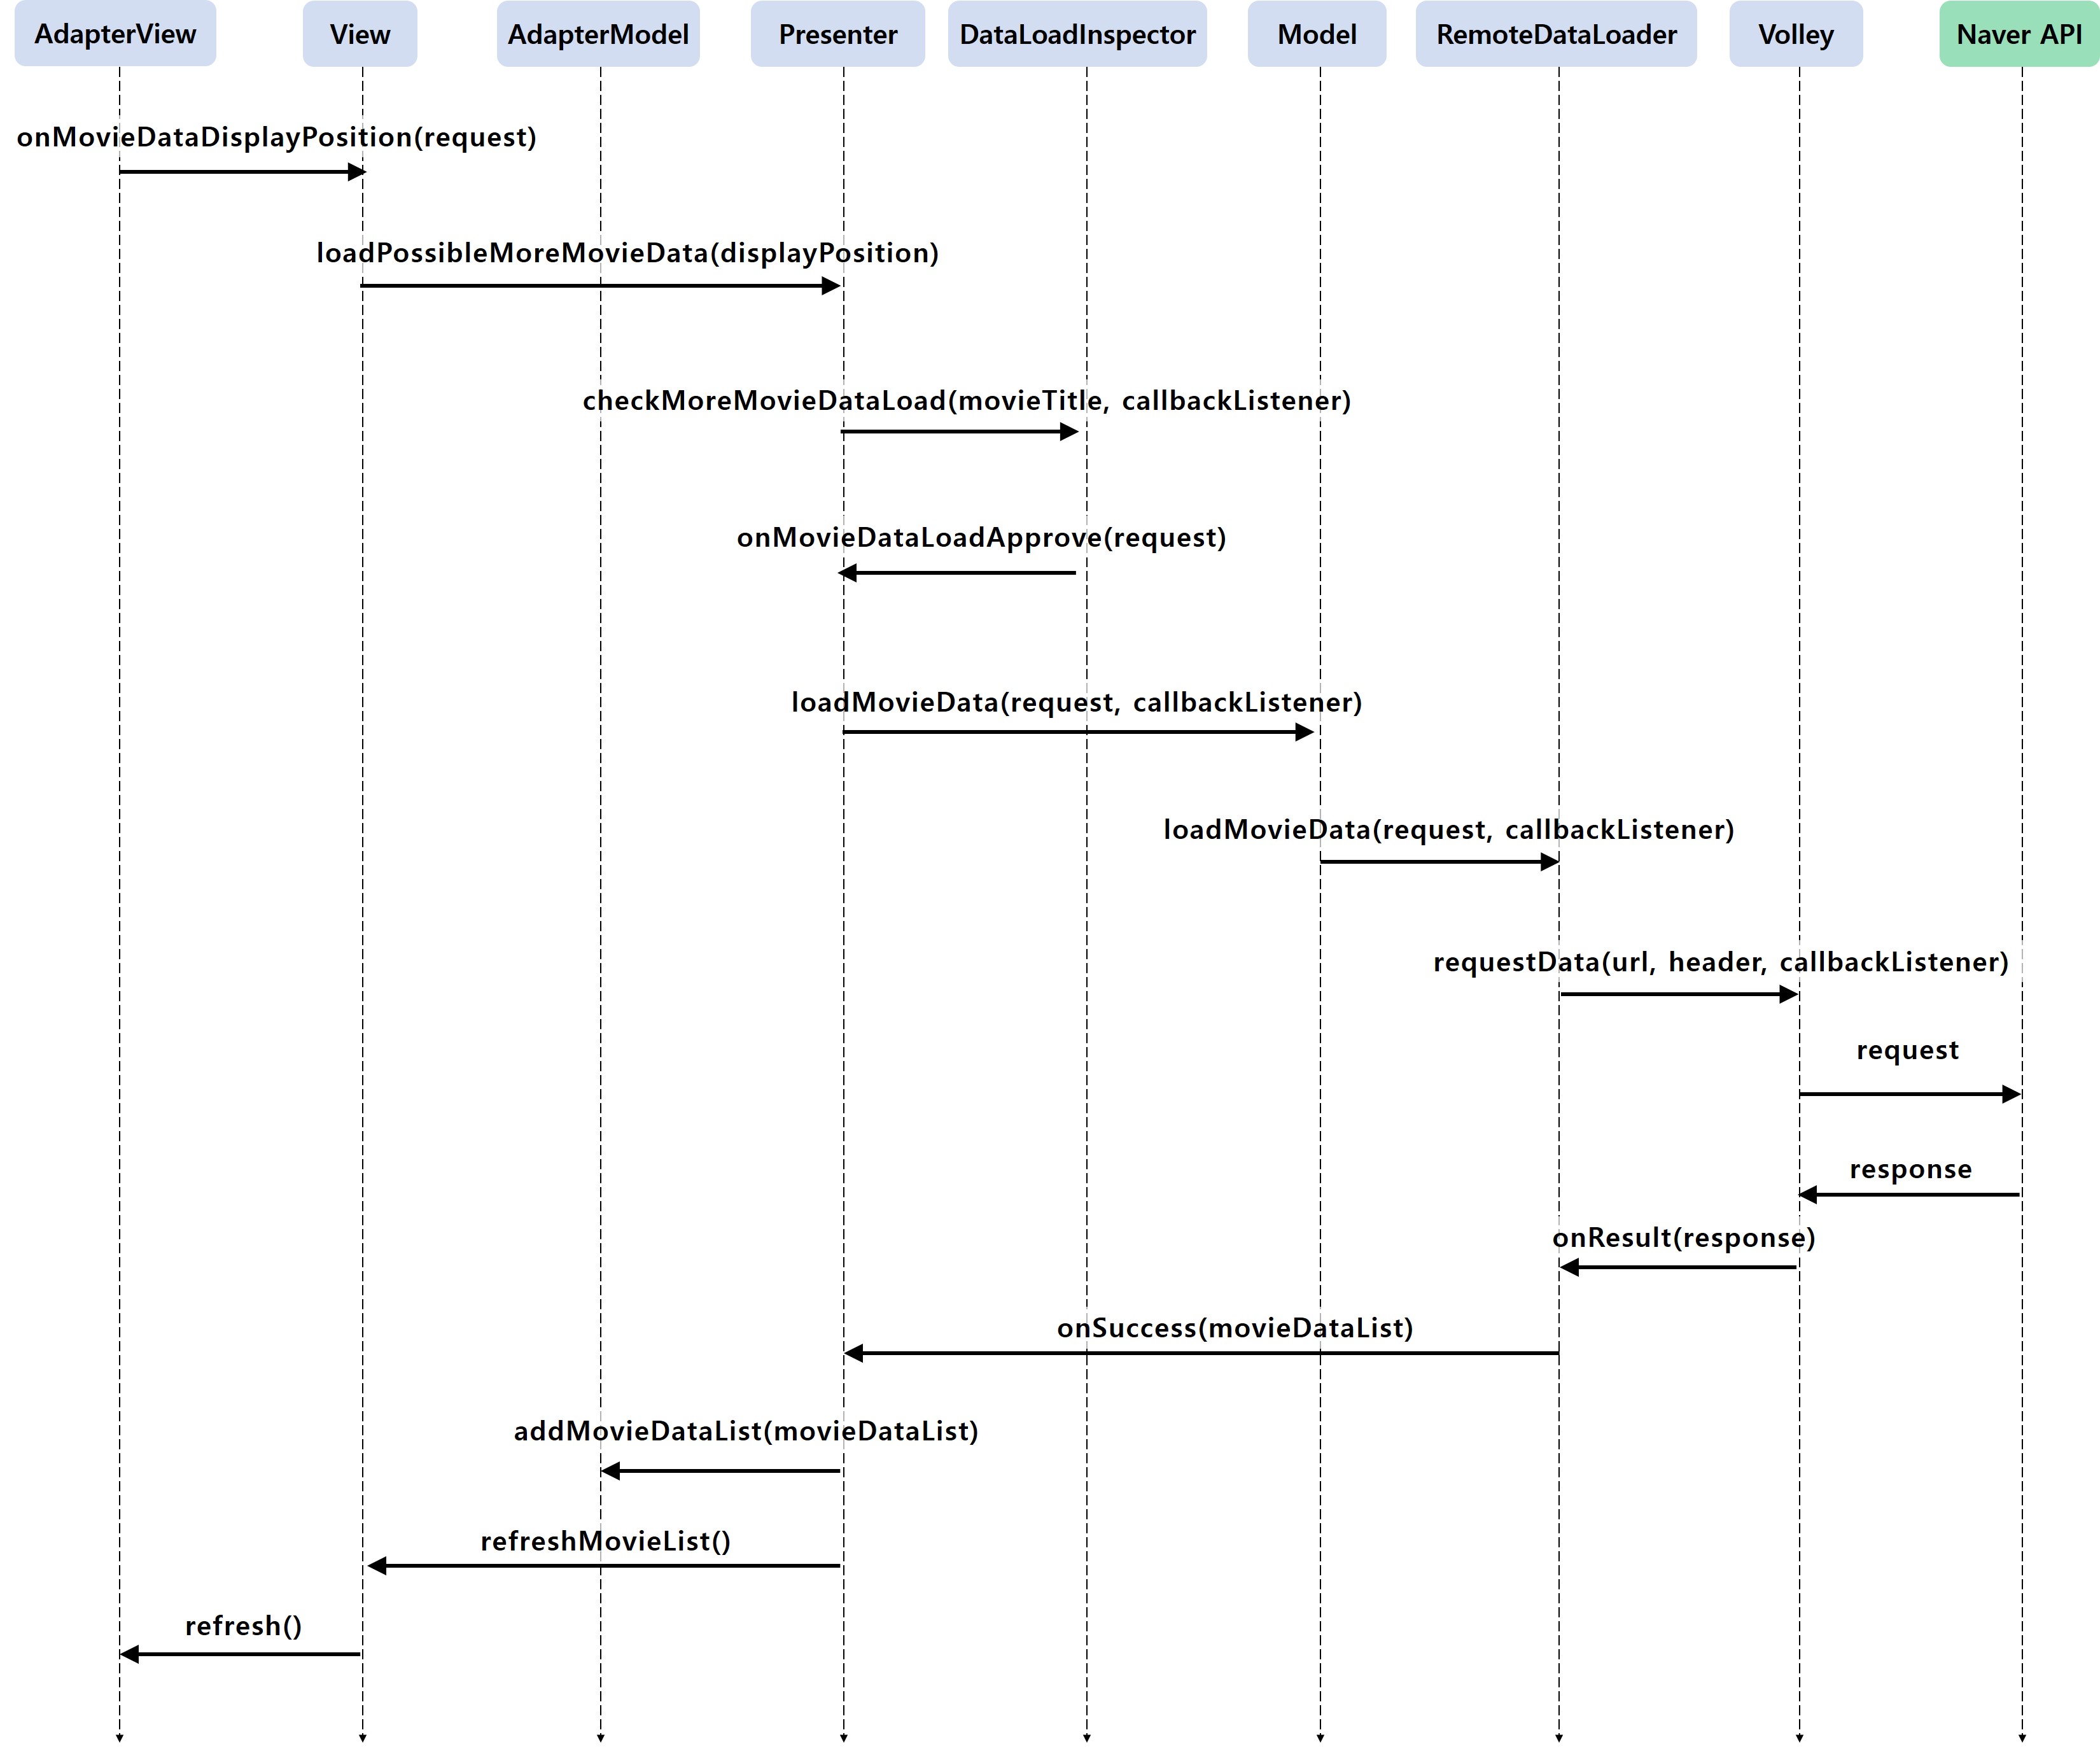 AdapterView
View
AdapterModel
Presenter
DataLoadInspector
Model
RemoteDataLoader
Volley
Naver API
onMovieDataDisplayPosition(request)
loadPossibleMoreMovieData(displayPosition)
checkMoreMovieDataLoad(movieTitle, callbackListener)
onMovieDataLoadApprove(request)
loadMovieData(request, callbackListener)
loadMovieData(request, callbackListener)
requestData(url, header, callbackListener)
request
response
onResult(response)
onSuccess(movieDataList)
addMovieDataList(movieDataList)
refreshMovieList()
refresh()